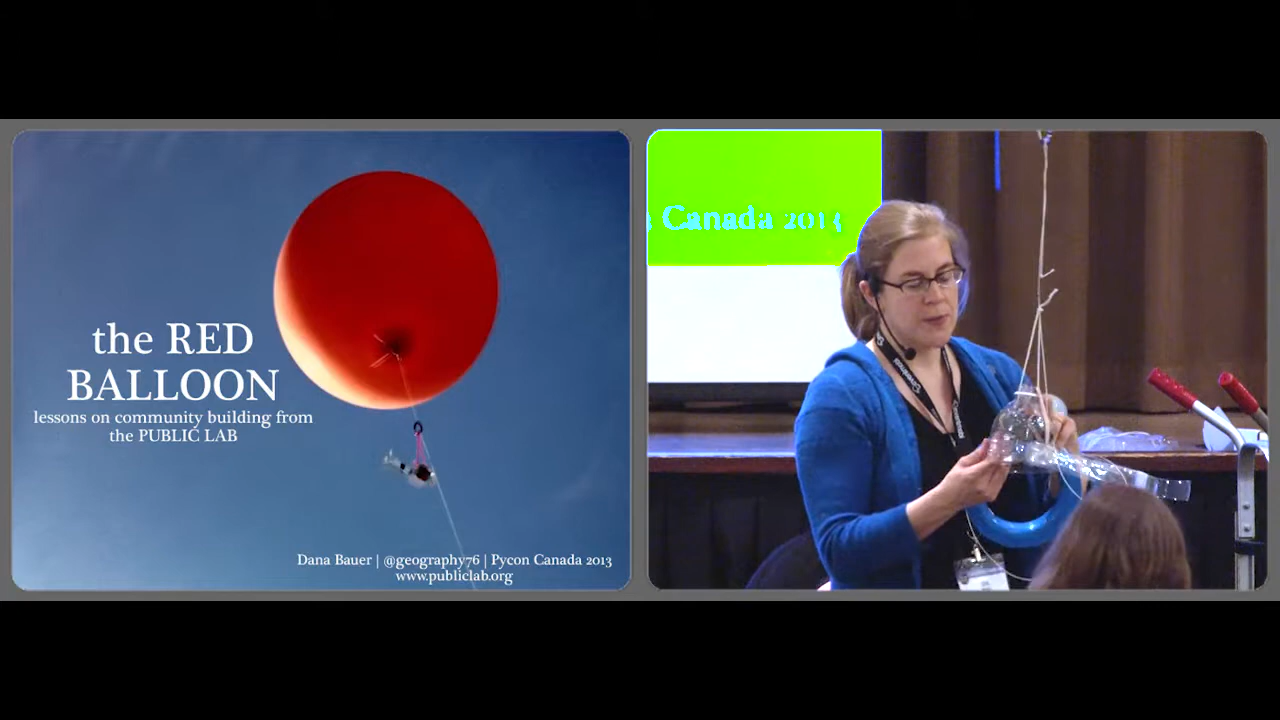 the RED
BALLOON
lessons on community building from
the PUBLIC LAB
Dana Bauer | @geography76 | Pycon Canada 2013
www.publiclab.org
Canada 2013